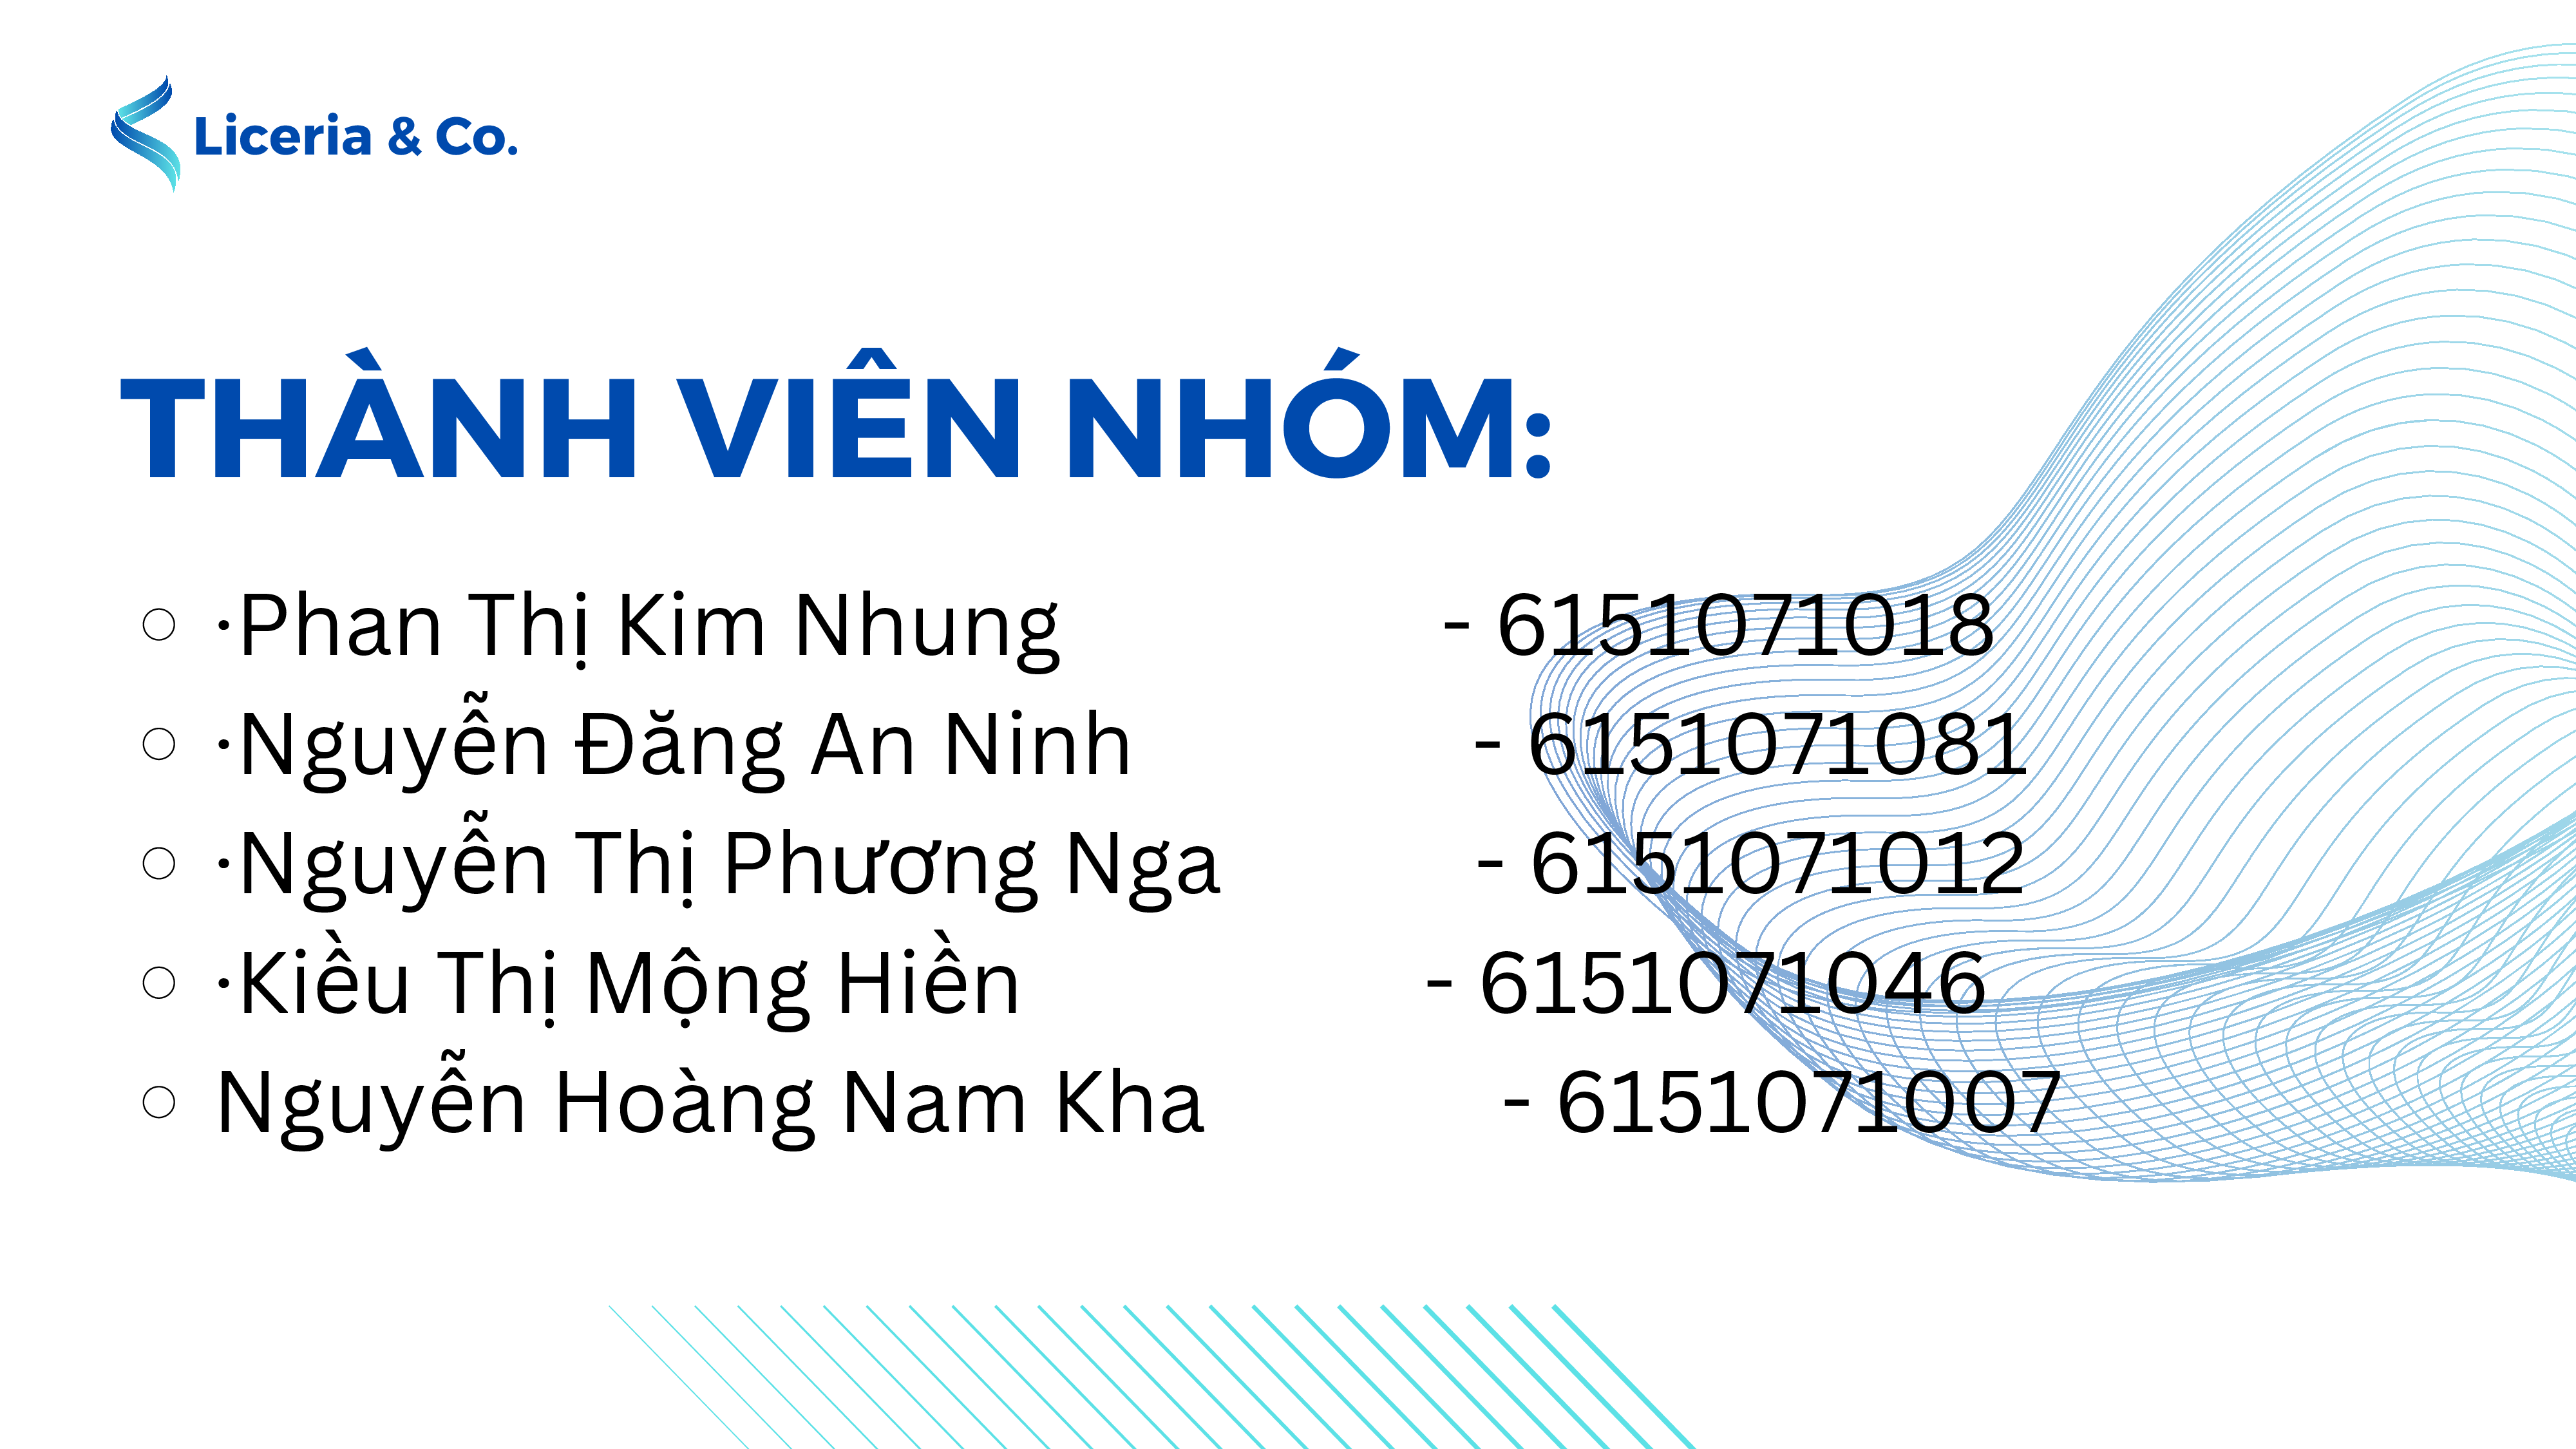 Liceria & Co.
THÀNH VIÊN NHÓM:
○ ·Phan Thị Kim Nhung - 6151071018
○ ·Nguyễn Đăng An Ninh - 6151071081
○ ·Nguyễn Thị Phương Nga - 6151071012
○ ·Kiều Thị Mộng Hiền - 6151071046
○ Nguyễn Hoàng Nam Kha - 6151071007